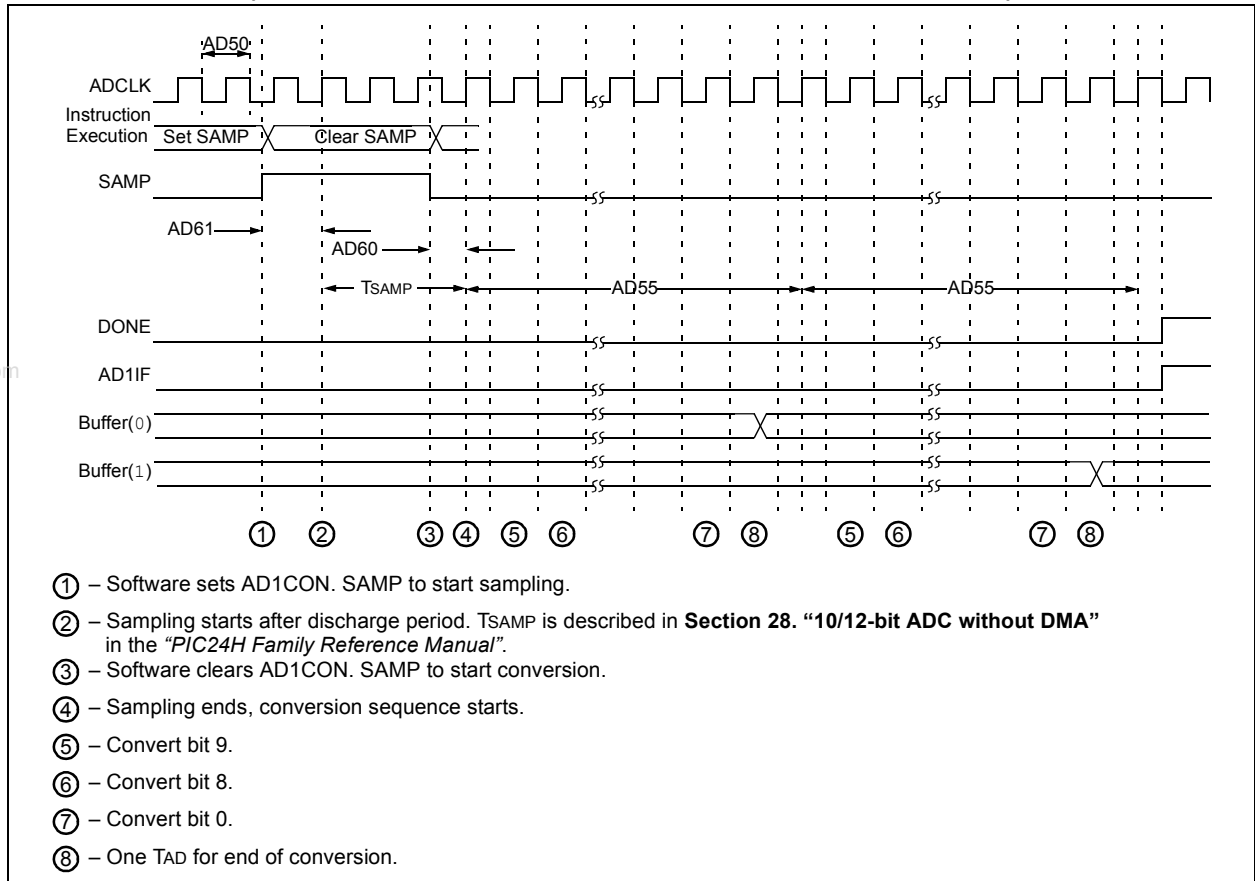 AD50
ADCLK
Instruction
Execution
Set SAMP
Clear SAMP
SAMP
AD61
AD60
TSAMP
AD55
AD55
DONE
AD1IF
Buffer(0)
Buffer(1)
1 2 3 4 5 6 7 8 5 6 7 8
1 – Software sets AD1CON. SAMP to start sampling.
2 – Sampling starts after discharge period. TSAMP is described in Section 28. “10/12-bit ADC without DMA”
in the “PIC24H Family Reference Manual”.
3 – Software clears AD1CON. SAMP to start conversion.
4 – Sampling ends, conversion sequence starts.
5 – Convert bit 9.
6 – Convert bit 8.
7 – Convert bit 0.
8 – One TAD for end of conversion.